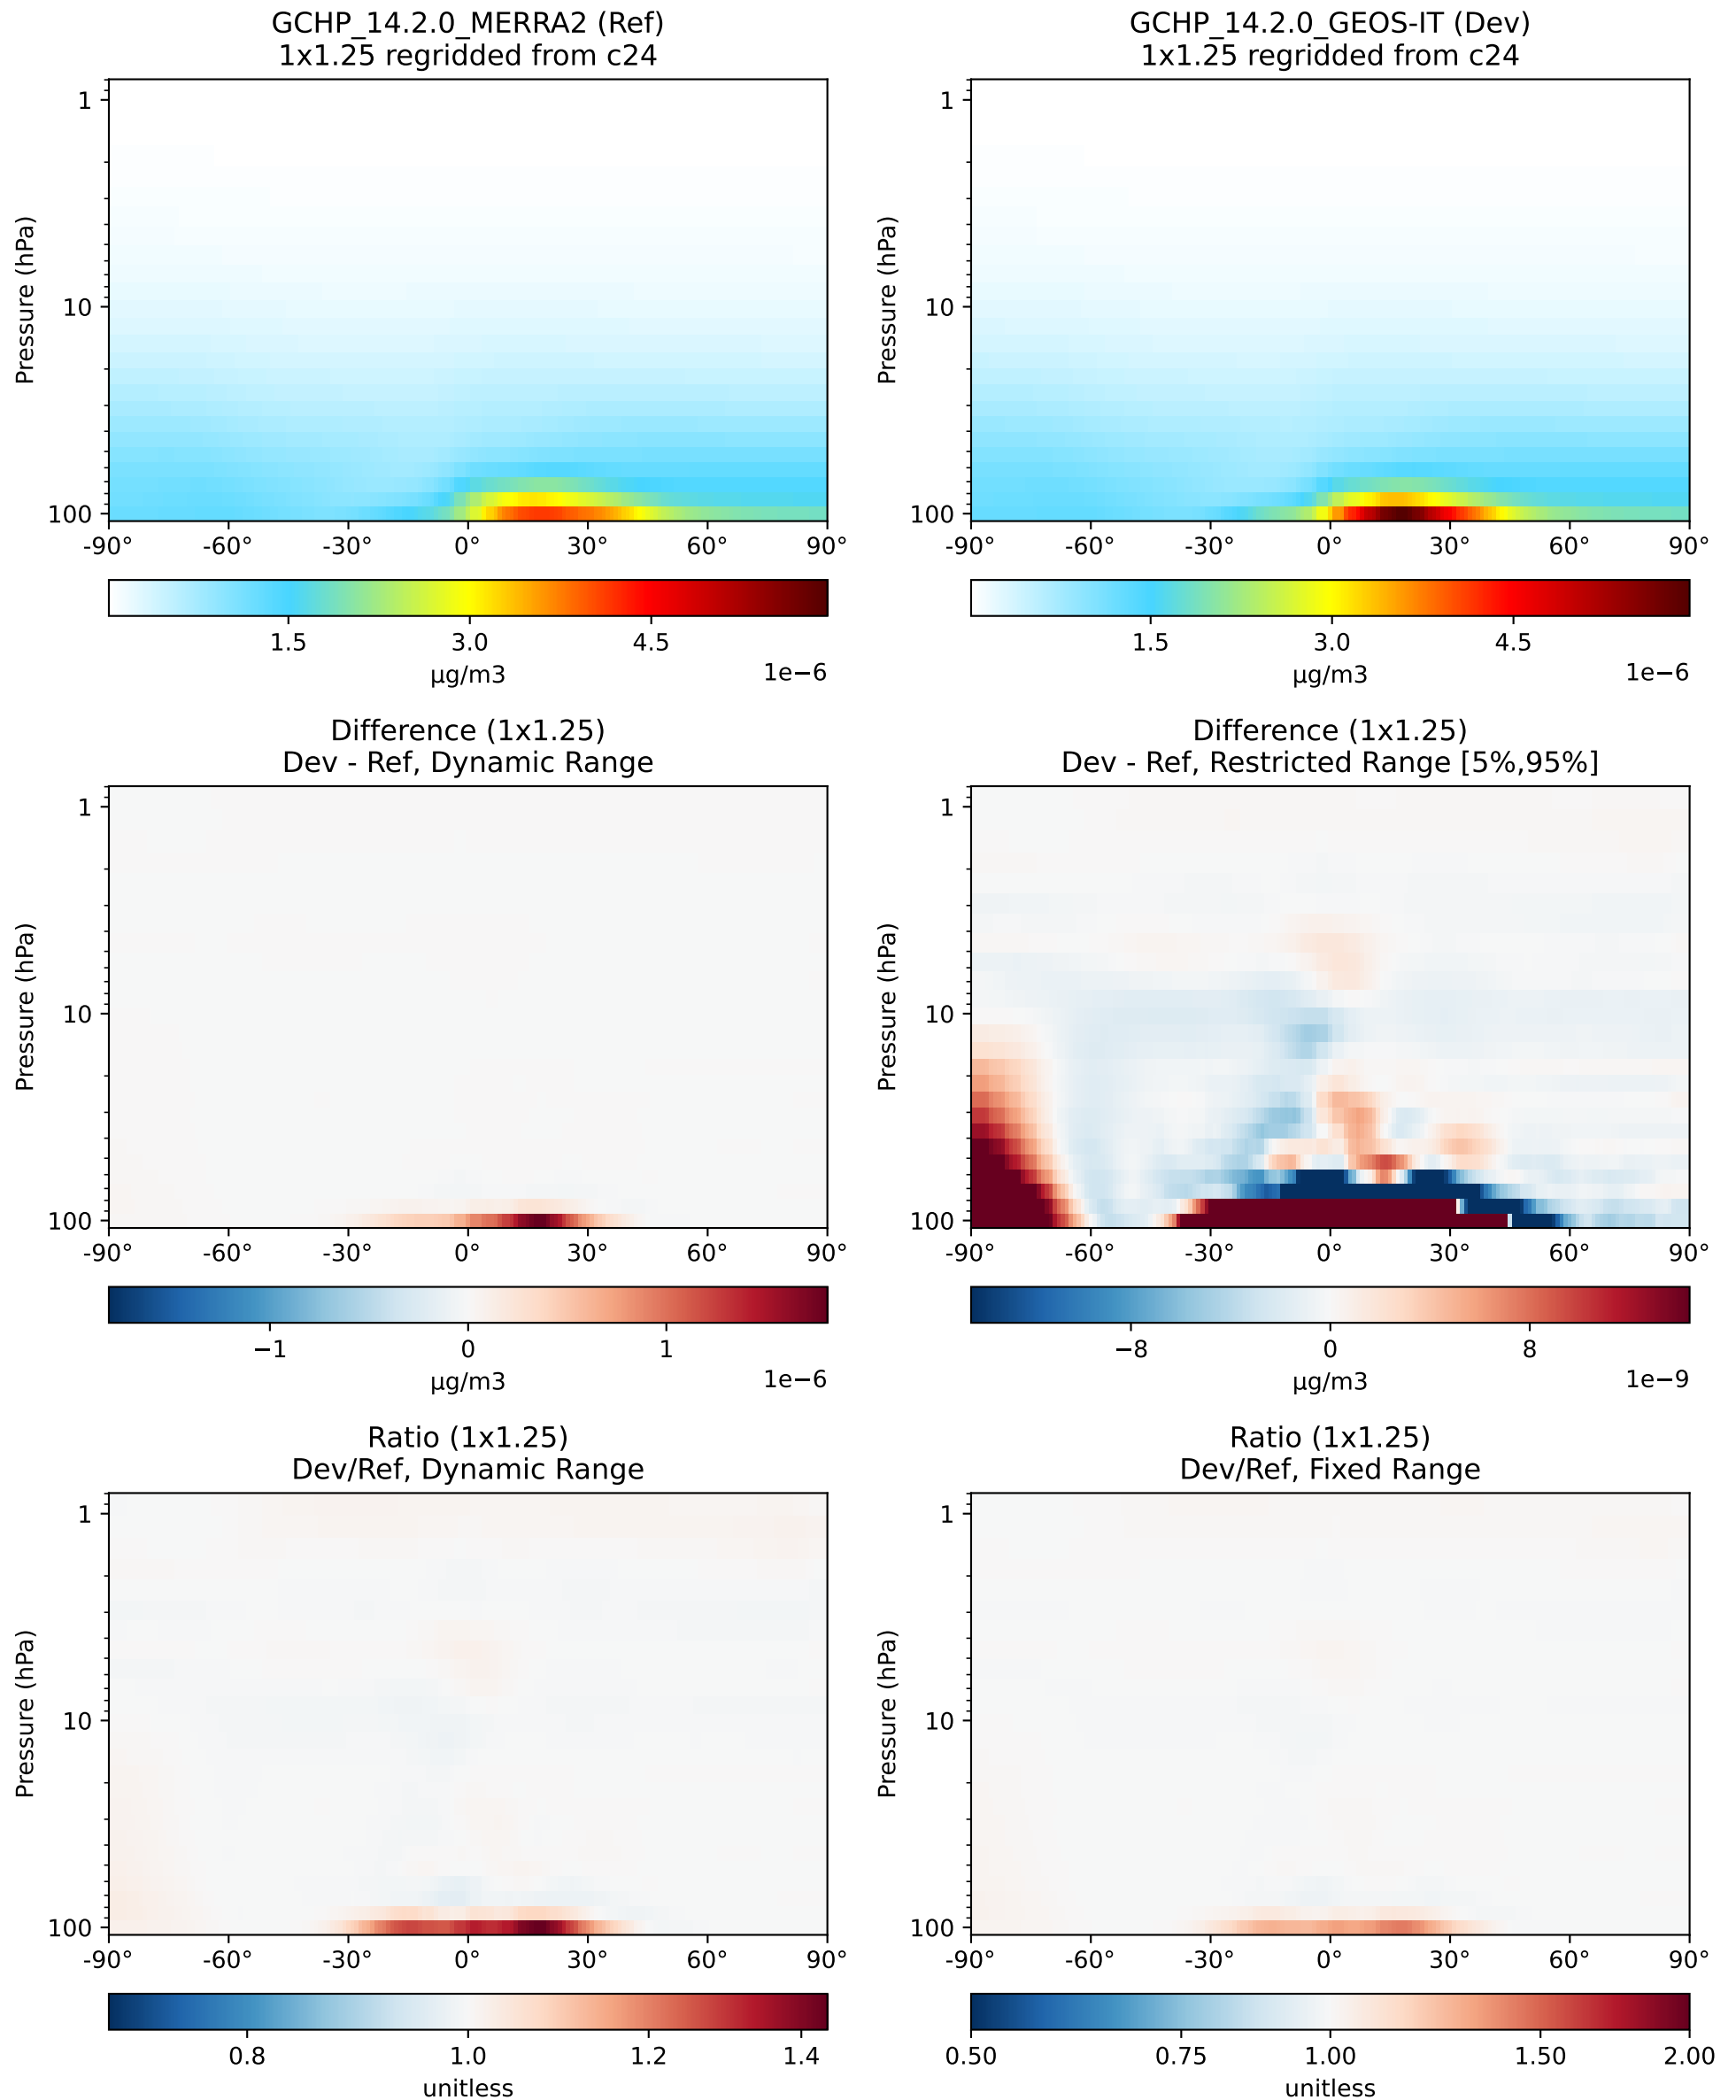 GCHP_14.2.0_MERRA2 (Ref)
1x1.25 regridded from c24
Pressure (hPa)
1
10
100
-90° -60° -30° 0° 30° 60° 90°
1.5 3.0 4.5
µg/m3
1e−6
GCHP_14.2.0_GEOS-IT (Dev)
1x1.25 regridded from c24
Pressure (hPa)
1
10
100
-90° -60° -30° 0° 30° 60° 90°
1.5 3.0 4.5
µg/m3
1e−6
Difference (1x1.25)
Dev - Ref, Dynamic Range
Pressure (hPa)
1
10
100
-90° -60° -30° 0° 30° 60° 90°
−1 0 1
µg/m3
1e−6
Difference (1x1.25)
Dev - Ref, Restricted Range [5%,95%]
Pressure (hPa)
1
10
100
-90° -60° -30° 0° 30° 60° 90°
−8 0 8
µg/m3
1e−9
Ratio (1x1.25)
Dev/Ref, Dynamic Range
Pressure (hPa)
1
10
100
-90° -60° -30° 0° 30° 60° 90°
0.8 1.0 1.2 1.4
unitless
Ratio (1x1.25)
Dev/Ref, Fixed Range
Pressure (hPa)
1
10
100
-90° -60° -30° 0° 30° 60° 90°
0.50 0.75 1.00 1.50 2.00
unitless